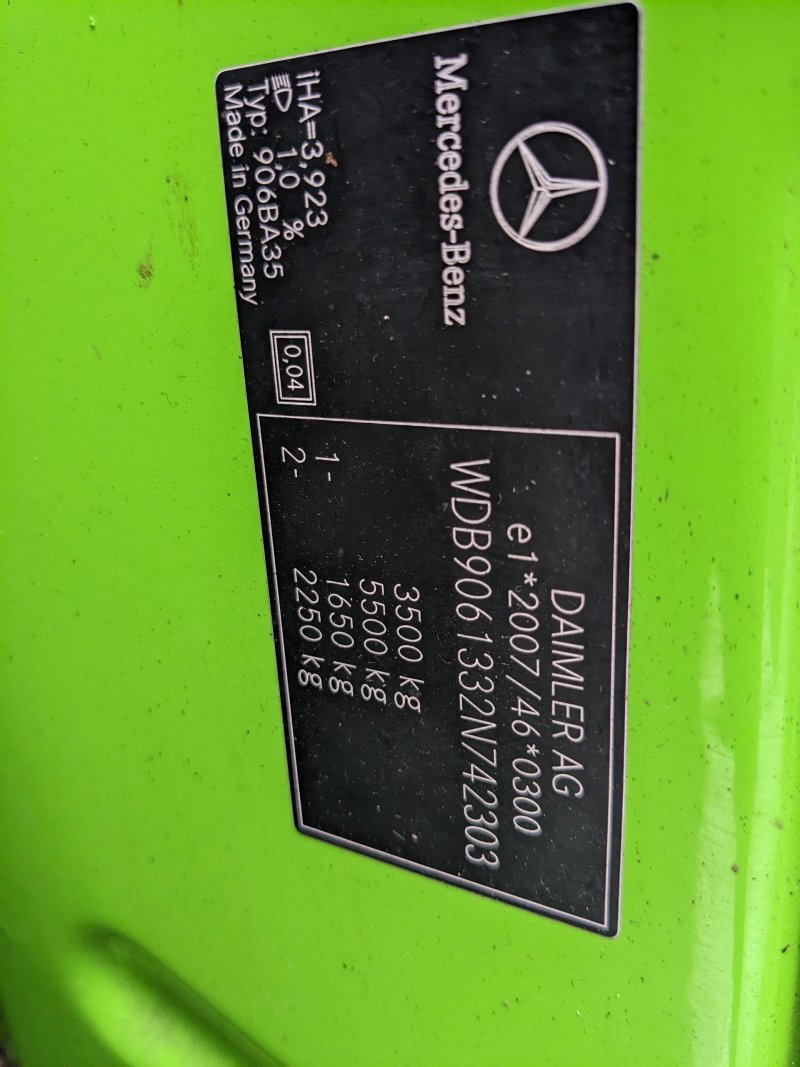 Mercedes-Benz
iHA=3,923
1,0 %
Typ: 906BA35
Made in Germany
0,04
DAIMLER AG
e1*2007/46*0300
WDB9061332N742303
3500 kg
5500 kg
1- 1650 kg
2- 2250 kg